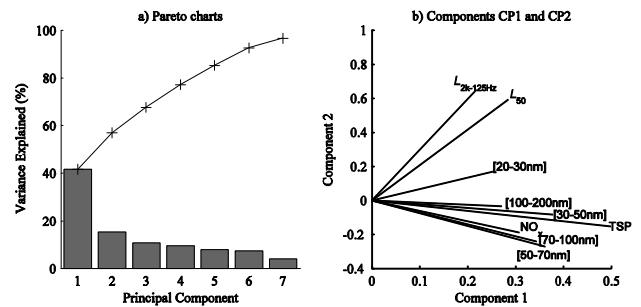 a) Pareto charts
b) Components CP1 and CP2
Variance Explained (%)
100
80
60
40
20
0
1 2 3 4 5 6 7
Principal Component
Component 2
1
0.8
0.6
0.4
0.2
0
-0.2
-0.4
L2k-125Hz
L50
[20-30nm]
[100-200nm]
[30-50nm]
NOx
TSP
[70-100nm]
[50-70nm]
0 0.1 0.2 0.3 0.4 0.5
Component 1